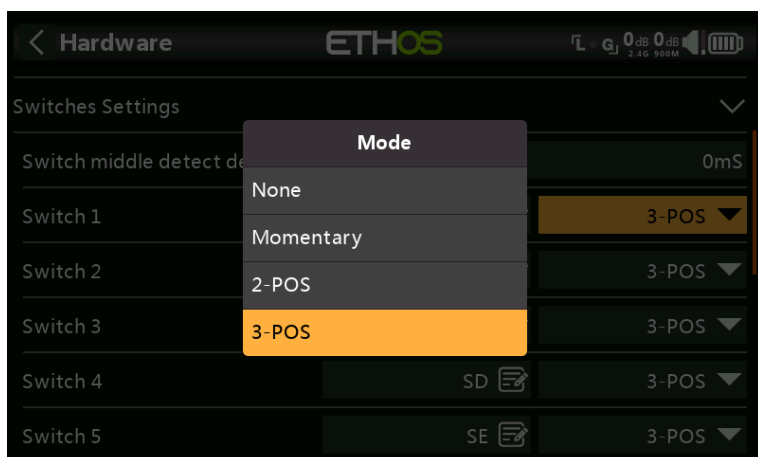 Hardware
ETHOS
L G 0dB 0dB
2.4G 900M
Switches Settings
Mode
Switch middle detect de
0mS
None
Switch 1
3-POS
Momentary
Switch 2
3-POS
2-POS
Switch 3
3-POS
3-POS
Switch 4
SD
3-POS
Switch 5
SE
3-POS